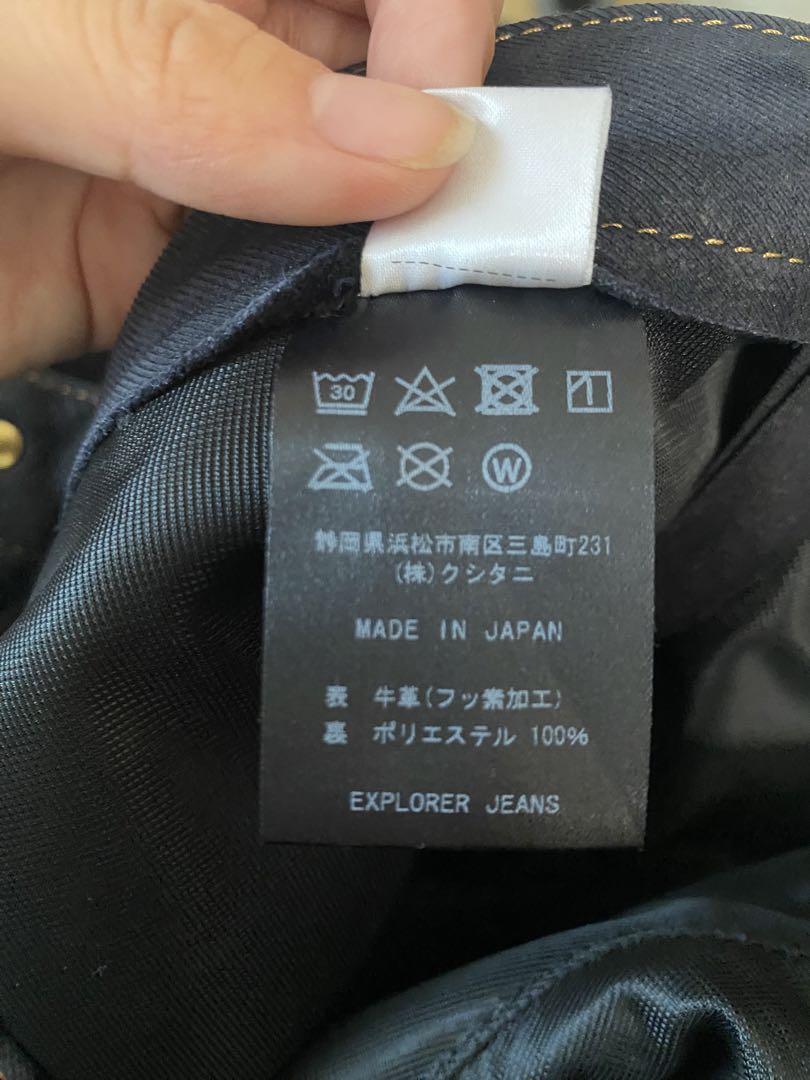 30
W
静岡県浜松市南区三島町231
(株)クシタニ
MADE IN JAPAN
表 牛革(フッ素加工)
裏 ポリエステル 100%
EXPLORER JEANS